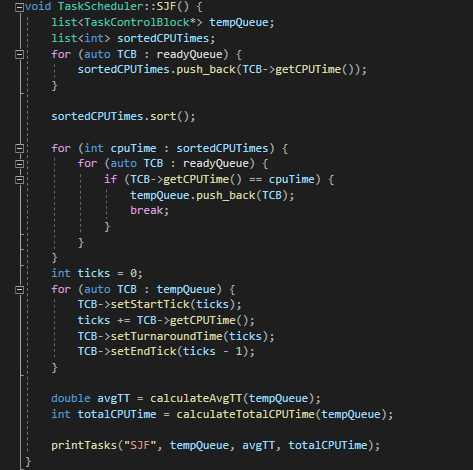 void TaskScheduler::SJF() {
    list<TaskControlBlock*> tempQueue;
    list<int> sortedCPUTimes;
    for (auto TCB : readyQueue) {
        sortedCPUTimes.push_back(TCB->getCPUTime());
    }

    sortedCPUTimes.sort();

    for (int cpuTime : sortedCPUTimes) {
        for (auto TCB : readyQueue) {
            if (TCB->getCPUTime() == cpuTime) {
                tempQueue.push_back(TCB);
                break;
            }
        }
    }
    int ticks = 0;
    for (auto TCB : tempQueue) {
        TCB->setStartTick(ticks);
        ticks += TCB->getCPUTime();
        TCB->setTurnaroundTime(ticks);
        TCB->setEndTick(ticks - 1);
    }

    double avgTT = calculateAvgTT(tempQueue);
    int totalCPUTime = calculateTotalCPUTime(tempQueue);

    printTasks("SJF", tempQueue, avgTT, totalCPUTime);
}